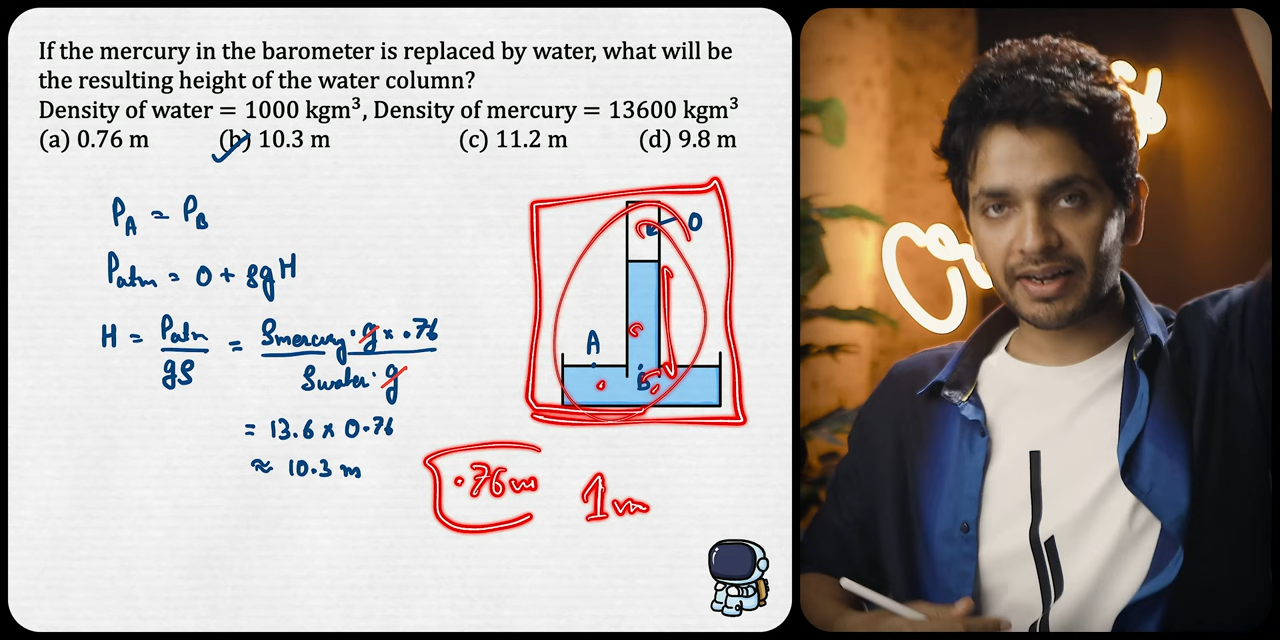 If the mercury in the barometer is replaced by water, what will be
the resulting height of the water column?
Density of water = 1000 kgm³, Density of mercury = 13600 kgm³
(a) 0.76 m (b) 10.3 m (c) 11.2 m (d) 9.8 m
P_A = P_B
P_atm = 0 + ρgH
H = P_atm / gρ = ρ_mercury · g × .76 / ρ_water · g
= 13.6 × 0.76
≈ 10.3 m
0
A
B
.76m
1m